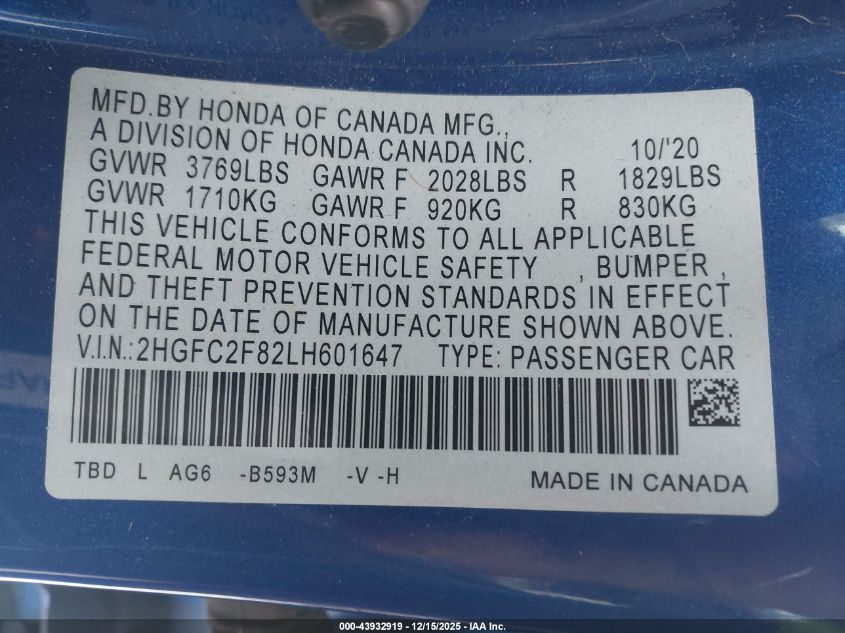 MFD.BY HONDA OF CANADA MFG.,
A DIVISION OF HONDA CANADA INC. 10/'20
GVWR 3769LBS GAWR F 2028LBS R 1829LBS
GVWR 1710KG GAWR F 920KG R 830KG
THIS VEHICLE CONFORMS TO ALL APPLICABLE
FEDERAL MOTOR VEHICLE SAFETY , BUMPER ,
AND THEFT PREVENTION STANDARDS IN EFFECT
ON THE DATE OF MANUFACTURE SHOWN ABOVE.
V.I.N.:2HGFC2F82LH601647 TYPE: PASSENGER CAR
TBD L AG6 -B593M -V -H MADE IN CANADA
000-43932919 | 12/15/2025 - IAA Inc.